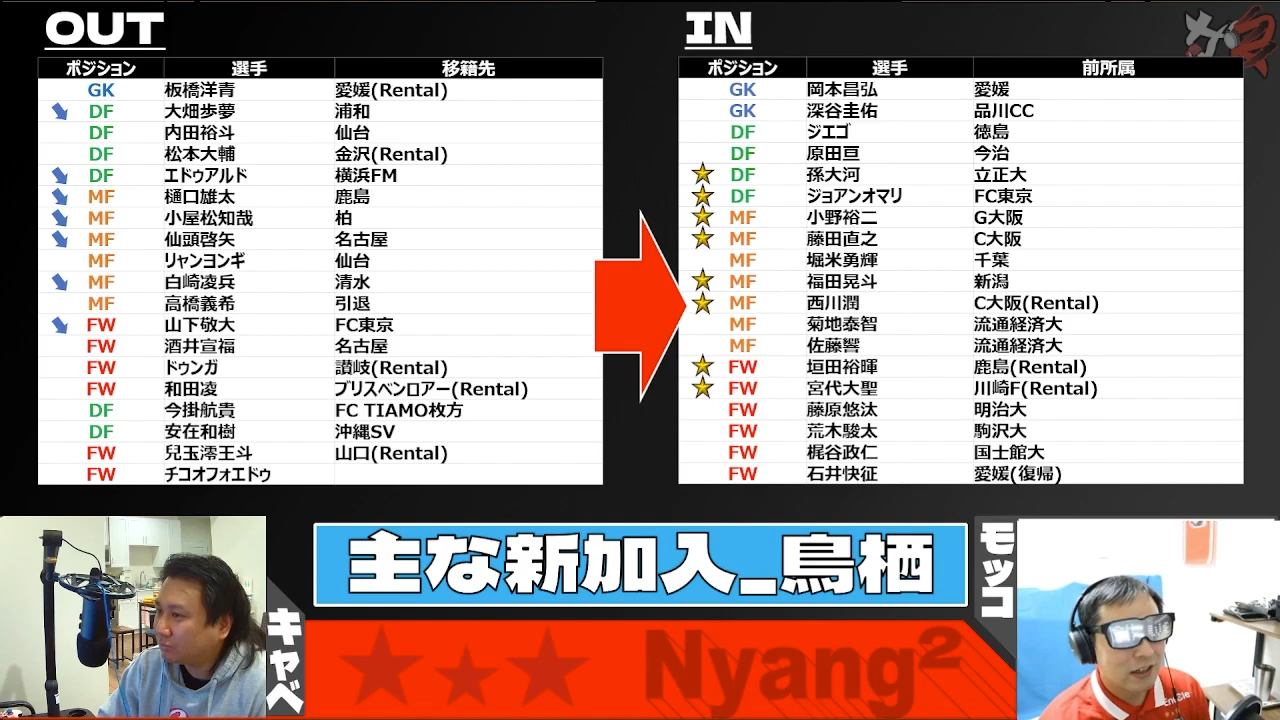 OUT
ポジション 選手 移籍先
GK 板橋洋青 愛媛(Rental)
DF 大畑歩夢 浦和
DF 内田裕斗 仙台
DF 松本大輔 金沢(Rental)
DF エドゥアルド 横浜FM
MF 樋口雄太 鹿島
MF 小屋松知哉 柏
MF 仙頭啓矢 名古屋
MF リャンヨンギ 仙台
MF 白崎凌兵 清水
MF 高橋義希 引退
FW 山下敬大 FC東京
FW 酒井宣福 名古屋
FW ドゥンガ 讃岐(Rental)
FW 和田凌 ブリスベンロアー(Rental)
DF 今掛航貴 FC TIAMO枚方
DF 安在和樹 沖縄SV
FW 兒玉澪王斗 山口(Rental)
FW チコオフォエドゥ
IN
ポジション 選手 前所属
GK 岡本昌弘 愛媛
GK 深谷圭佑 品川CC
DF ジエゴ 徳島
DF 原田亘 今治
DF 孫大河 立正大
DF ジョアンオマリ FC東京
MF 小野裕二 G大阪
MF 藤田直之 C大阪
MF 堀米勇輝 千葉
MF 福田晃斗 新潟
MF 西川潤 C大阪(Rental)
MF 菊地泰智 流通経済大
MF 佐藤響 流通経済大
FW 垣田裕暉 鹿島(Rental)
FW 宮代大聖 川崎F(Rental)
FW 藤原悠汰 明治大
FW 荒木駿太 駒沢大
FW 梶谷政仁 国士館大
FW 石井快征 愛媛(復帰)
主な新加入_鳥栖
キャベ
モッコ
Nyang²